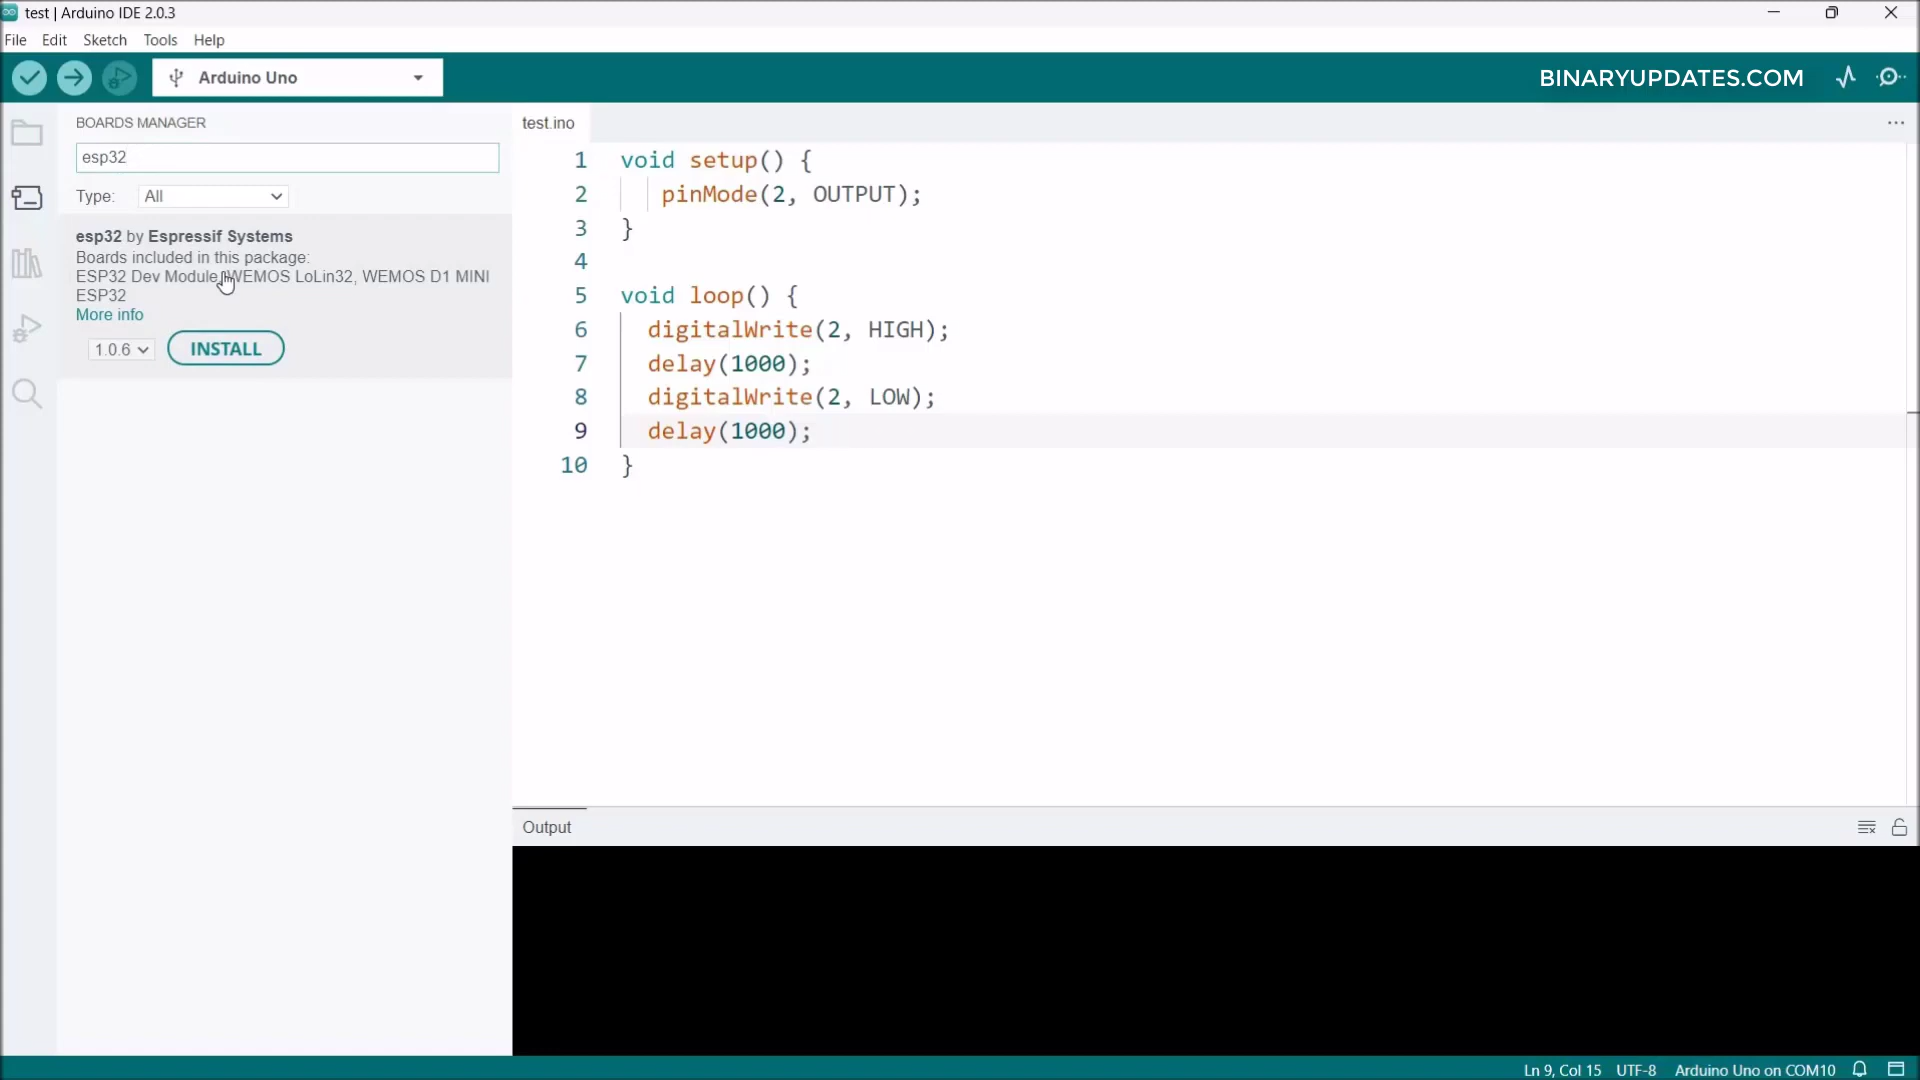 test | Arduino IDE 2.0.3
File Edit Sketch Tools Help
Arduino Uno
BINARYUPDATES.COM
BOARDS MANAGER
esp32
Type: All
esp32 by Espressif Systems
Boards included in this package:
ESP32 Dev Module, WEMOS LoLin32, WEMOS D1 MINI
ESP32
More info
1.0.6 INSTALL
test.ino
1 void setup() {
2 pinMode(2, OUTPUT);
3 }
4
5 void loop() {
6 digitalWrite(2, HIGH);
7 delay(1000);
8 digitalWrite(2, LOW);
9 delay(1000);
10 }
Output
Ln 9, Col 15 UTF-8 Arduino Uno on COM10